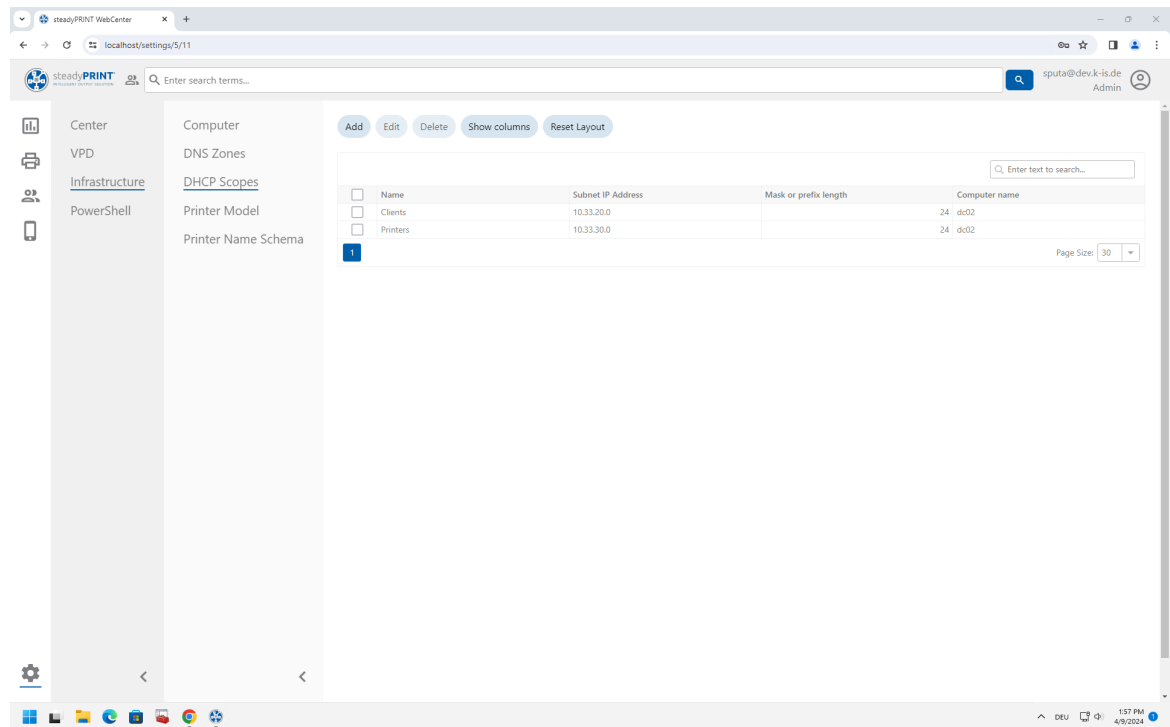 steadyPRINT WebCenter
localhost/settings/5/11
steadyPRINT
Enter search terms...
sputa@dev.k-is.de
Admin
Center
VPD
Infrastructure
PowerShell
Computer
DNS Zones
DHCP Scopes
Printer Model
Printer Name Schema
Add Edit Delete Show columns Reset Layout
Enter text to search...
Name Subnet IP Address Mask or prefix length Computer name
Clients 10.33.20.0 24 dc02
Printers 10.33.30.0 24 dc02
1 Page Size: 30
DEU 1:57 PM
4/9/2024 1